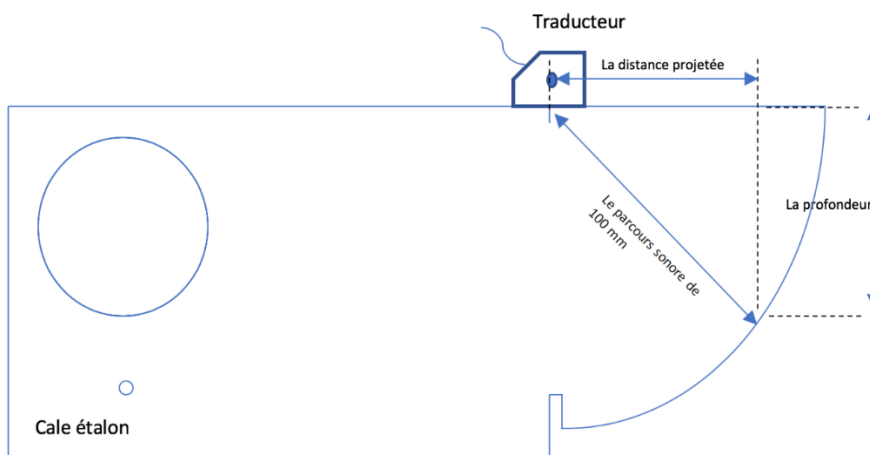 Traducteur
La distance projetée
La profondeur
Le parcours sonore de
100 mm
Cale étalon